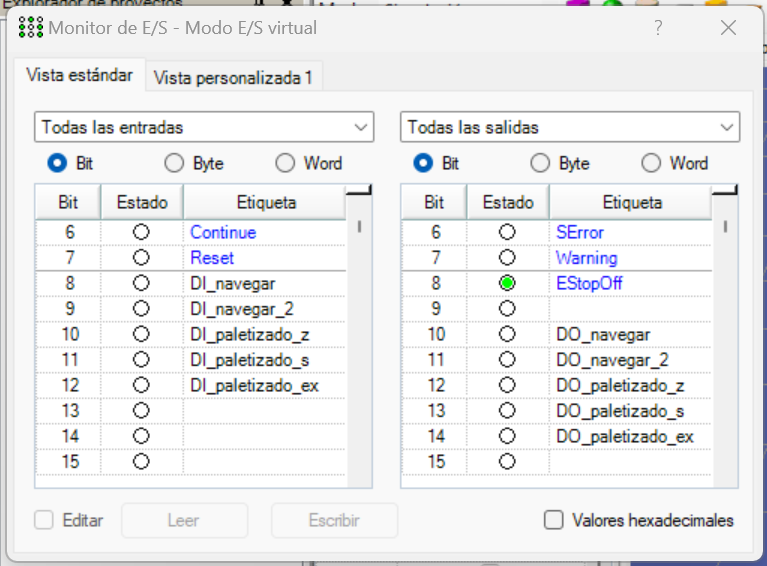 Explorador de proyectos
Monitor de E/S - Modo E/S virtual ?
Vista estándar Vista personalizada 1
Todas las entradas Todas las salidas
Bit Byte Word Bit Byte Word
Bit Estado Etiqueta Bit Estado Etiqueta
6 Continue 6 SError
7 Reset 7 Warning
8 DI_navegar 8 EStopOff
9 DI_navegar_2 9
10 DI_paletizado_z 10 DO_navegar
11 DI_paletizado_s 11 DO_navegar_2
12 DI_paletizado_ex 12 DO_paletizado_z
13 13 DO_paletizado_s
14 14 DO_paletizado_ex
15 15
Editar Leer Escribir Valores hexadecimales